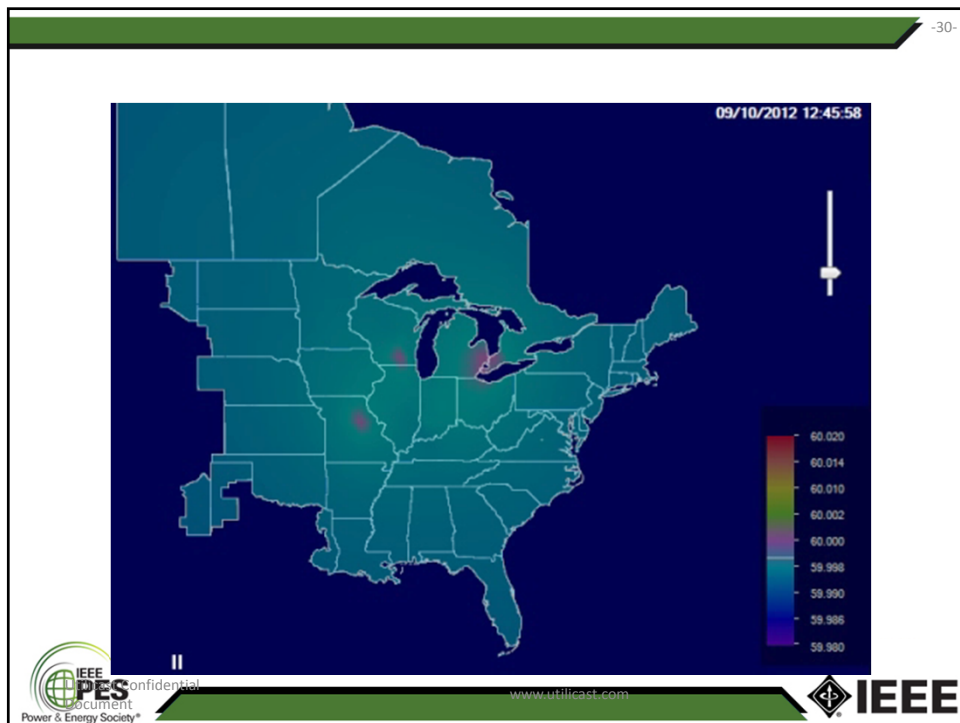 -30-
09/10/2012 12:45:58
60.020
60.014
60.010
60.002
60.000
59.998
59.990
59.986
59.980
IEEE
PES
Power & Energy Society®
Utilicast Confidential
Document
www.utilicast.com
IEEE